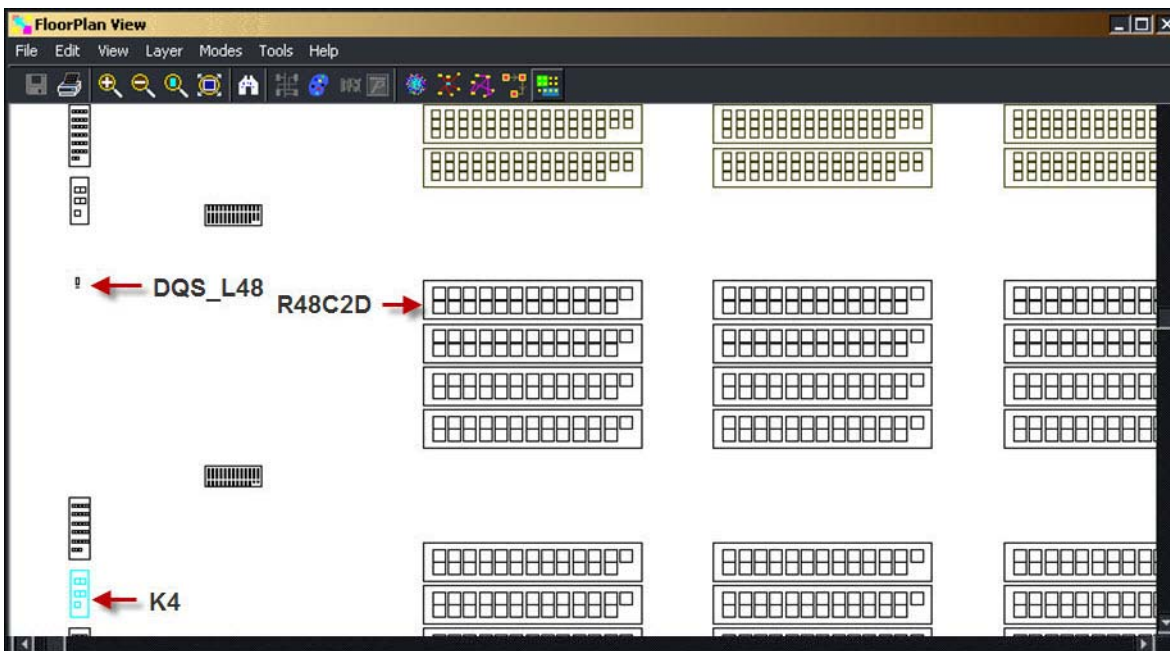 FloorPlan View
File Edit View Layer Modes Tools Help
DQS_L48
R48C2D
K4